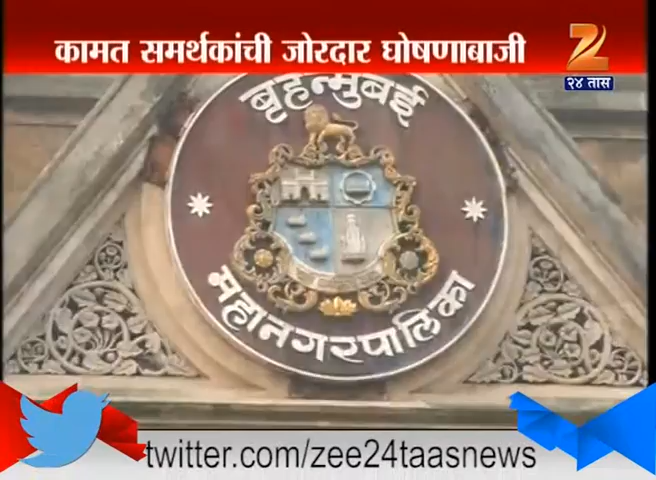 कामत समर्थकांची जोरदार घोषणाबाजी
२४ तास
बृहन्मुंबई
महानगरपालिका
twitter.com/zee24taasnews